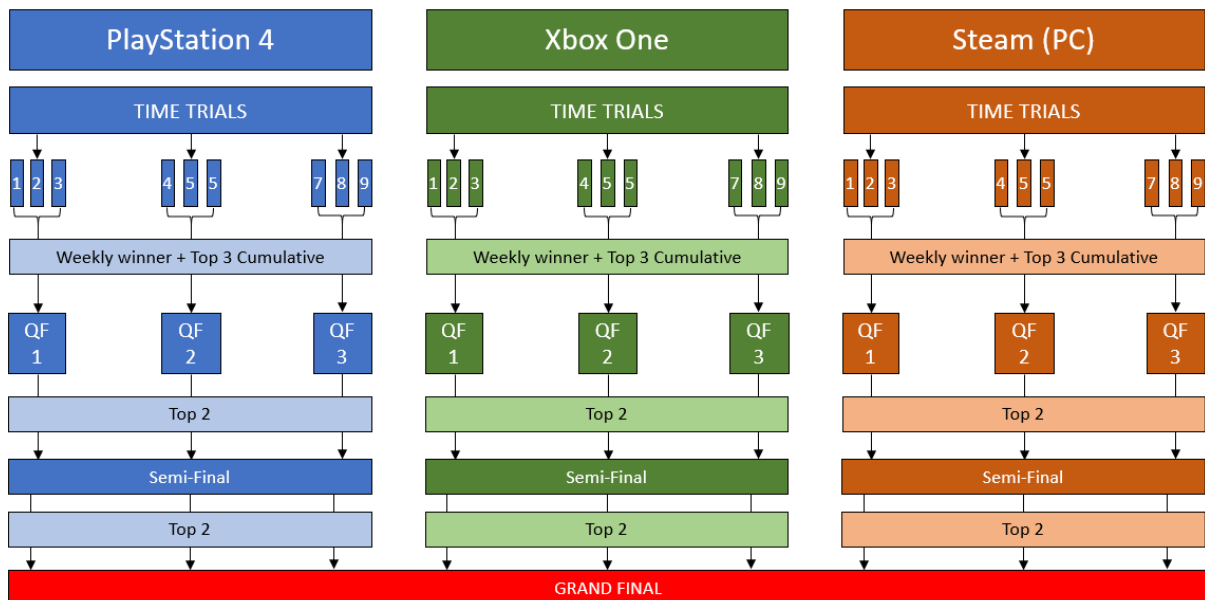 PlayStation 4 Xbox One Steam (PC)
TIME TRIALS TIME TRIALS TIME TRIALS
1 2 3 4 5 5 7 8 9 1 2 3 4 5 5 7 8 9 1 2 3 4 5 5 7 8 9
Weekly winner + Top 3 Cumulative Weekly winner + Top 3 Cumulative Weekly winner + Top 3 Cumulative
QF QF QF QF QF QF QF QF QF
1 2 3 1 2 3 1 2 3
Top 2 Top 2 Top 2
Semi-Final Semi-Final Semi-Final
Top 2 Top 2 Top 2
GRAND FINAL